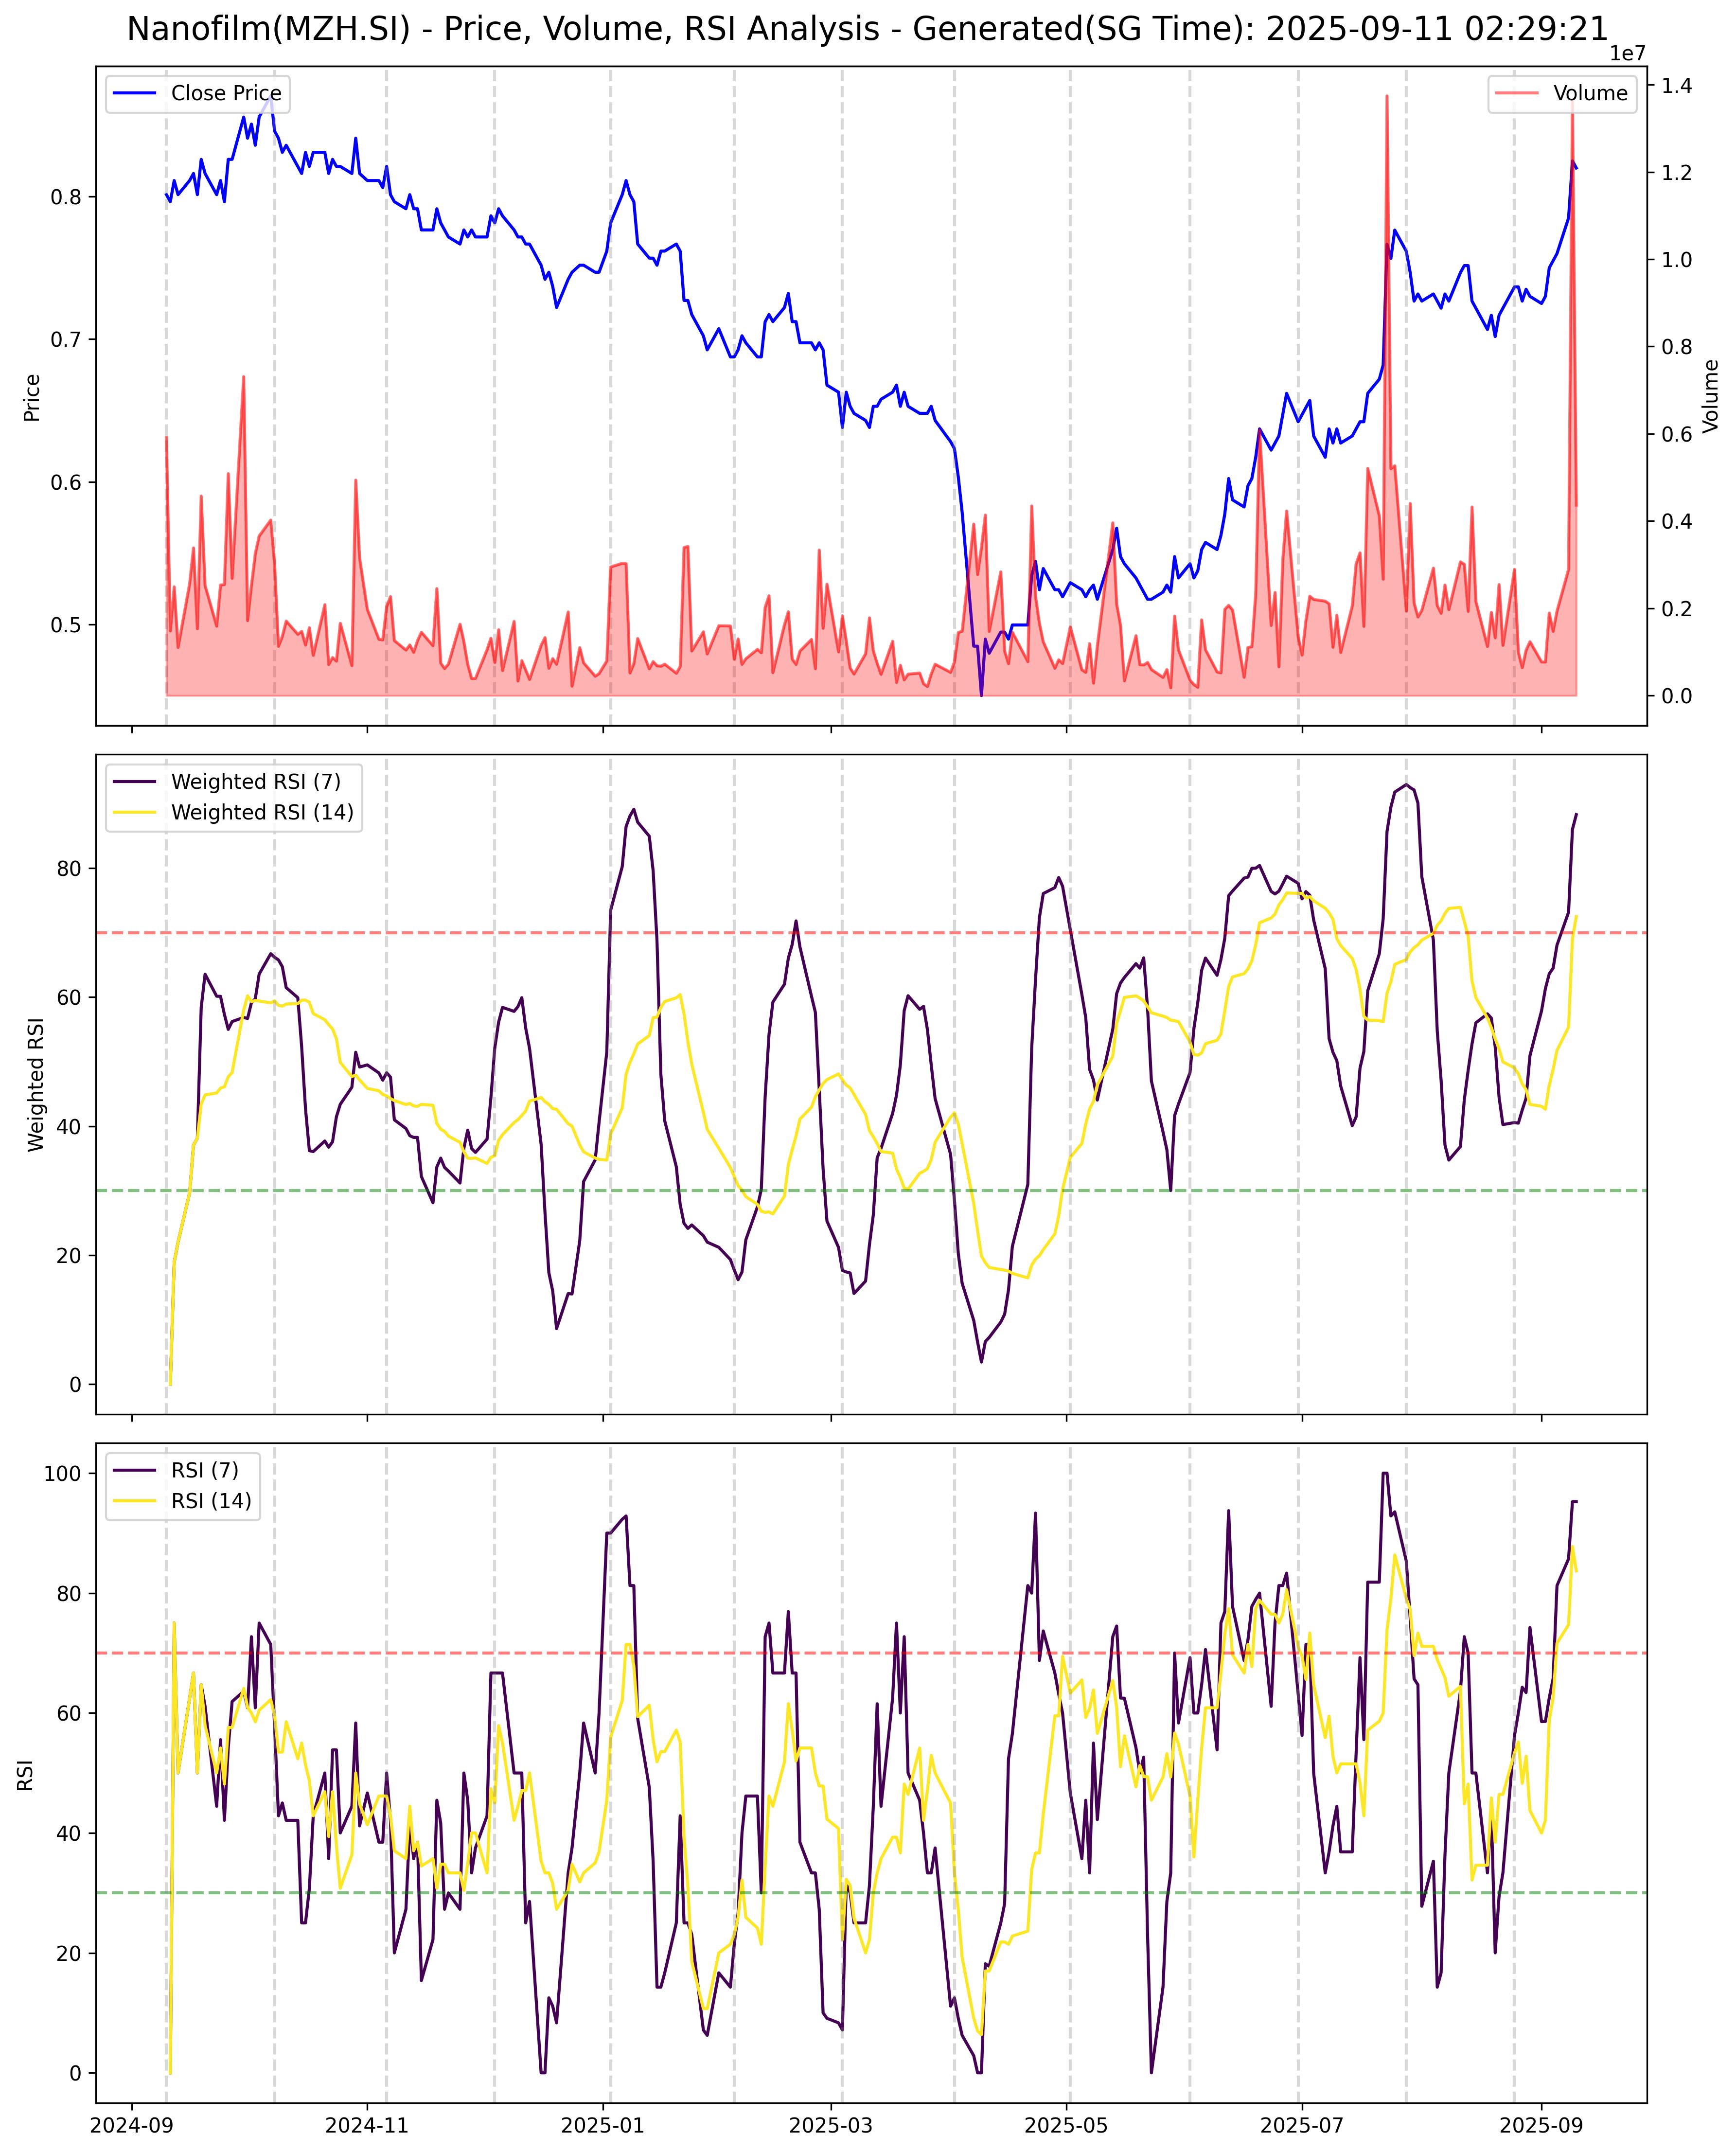 Nanofilm(MZH.SI) - Price, Volume, RSI Analysis - Generated(SG Time): 2025-09-11 02:29:21
1e7
Close Price
Volume
1.4
1.2
1.0
0.8
0.6
0.4
0.2
0.0
0.8
0.7
0.6
0.5
Price
Volume
Weighted RSI (7)
Weighted RSI (14)
80
60
40
20
0
Weighted RSI
RSI (7)
RSI (14)
100
80
60
40
20
0
RSI
2024-09
2024-11
2025-01
2025-03
2025-05
2025-07
2025-09